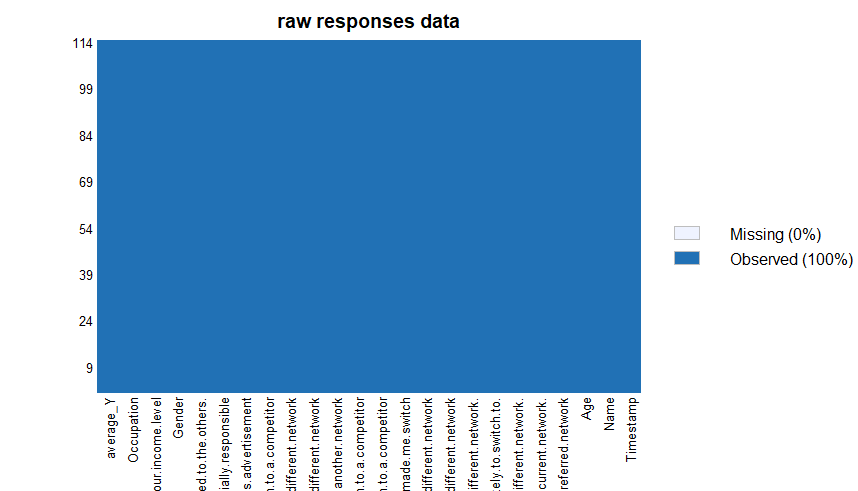 raw responses data
114
99
84
69
54
39
24
9
Missing (0%)
Observed (100%)
average_Y
Occupation
our.income.level
Gender
ed.to.the.others.
ially.responsible
s.advertisement
n.to.a.competitor
different.network
different.network
another.network
n.to.a.competitor
n.to.a.competitor
made.me.switch
different.network
different.network
ifferent.network.
ely.to.switch.to.
ifferent.network.
current.network.
referred.network
Age
Name
Timestamp